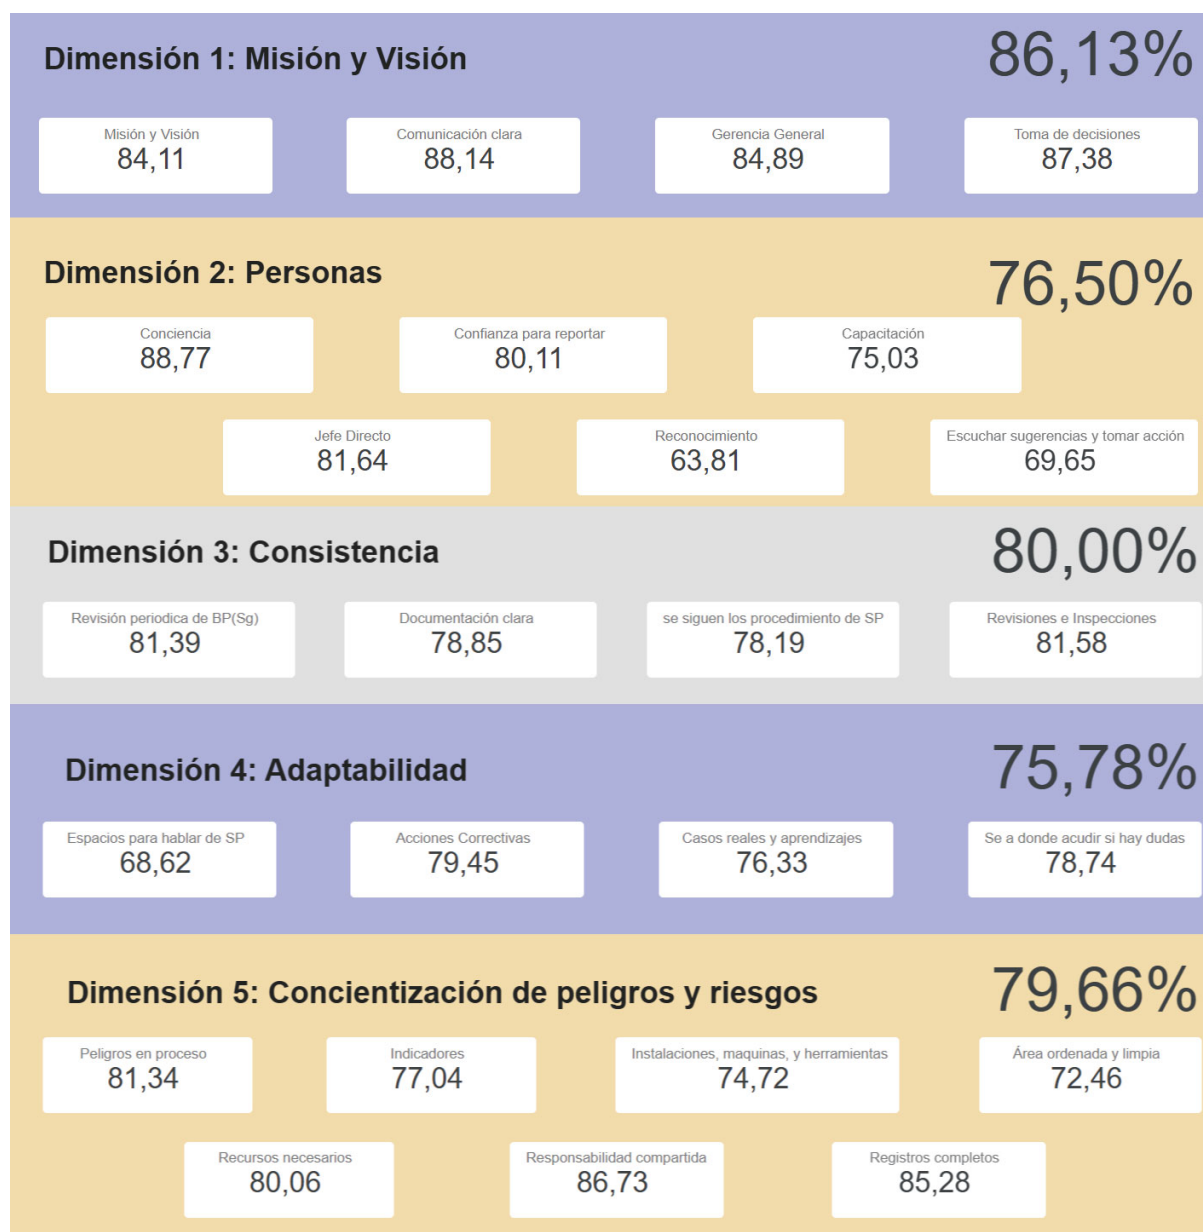 Dimensión 1: Misión y Visión
86,13%
Misión y Visión
84,11
Comunicación clara
88,14
Gerencia General
84,89
Toma de decisiones
87,38
Dimensión 2: Personas
76,50%
Conciencia
88,77
Confianza para reportar
80,11
Capacitación
75,03
Jefe Directo
81,64
Reconocimiento
63,81
Escuchar sugerencias y tomar acción
69,65
Dimensión 3: Consistencia
80,00%
Revisión periodica de BP(Sg)
81,39
Documentación clara
78,85
se siguen los procedimiento de SP
78,19
Revisiones e Inspecciones
81,58
Dimensión 4: Adaptabilidad
75,78%
Espacios para hablar de SP
68,62
Acciones Correctivas
79,45
Casos reales y aprendizajes
76,33
Se a donde acudir si hay dudas
78,74
Dimensión 5: Concientización de peligros y riesgos
79,66%
Peligros en proceso
81,34
Indicadores
77,04
Instalaciones, maquinas, y herramientas
74,72
Área ordenada y limpia
72,46
Recursos necesarios
80,06
Responsabilidad compartida
86,73
Registros completos
85,28